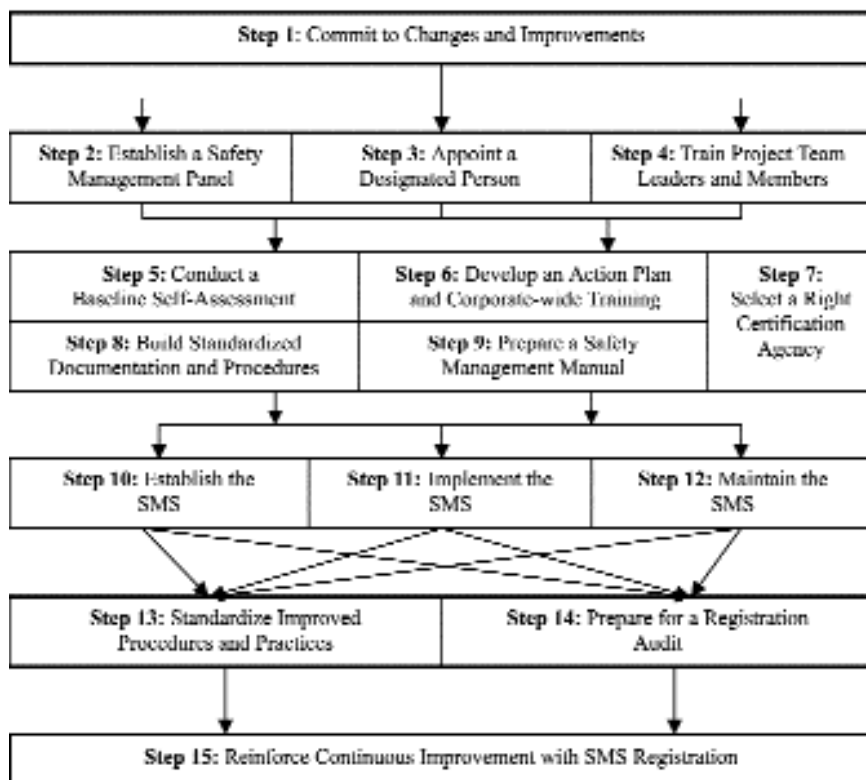 Step 1: Commit to Changes and Improvements
Step 2: Establish a Safety
Management Panel
Step 3: Appoint a
Designated Person
Step 4: Train Project Team
Leaders and Members
Step 5: Conduct a
Baseline Self-Assessment
Step 6: Develop an Action Plan
and Corporate-wide Training
Step 7:
Select a Right
Certification
Agency
Step 8: Build Standardized
Documentation and Procedures
Step 9: Prepare a Safety
Management Manual
Step 10: Establish the
SMS
Step 11: Implement the
SMS
Step 12: Maintain the
SMS
Step 13: Standardize Improved
Procedures and Practices
Step 14: Prepare for a Registration
Audit
Step 15: Reinforce Continuous Improvement with SMS Registration